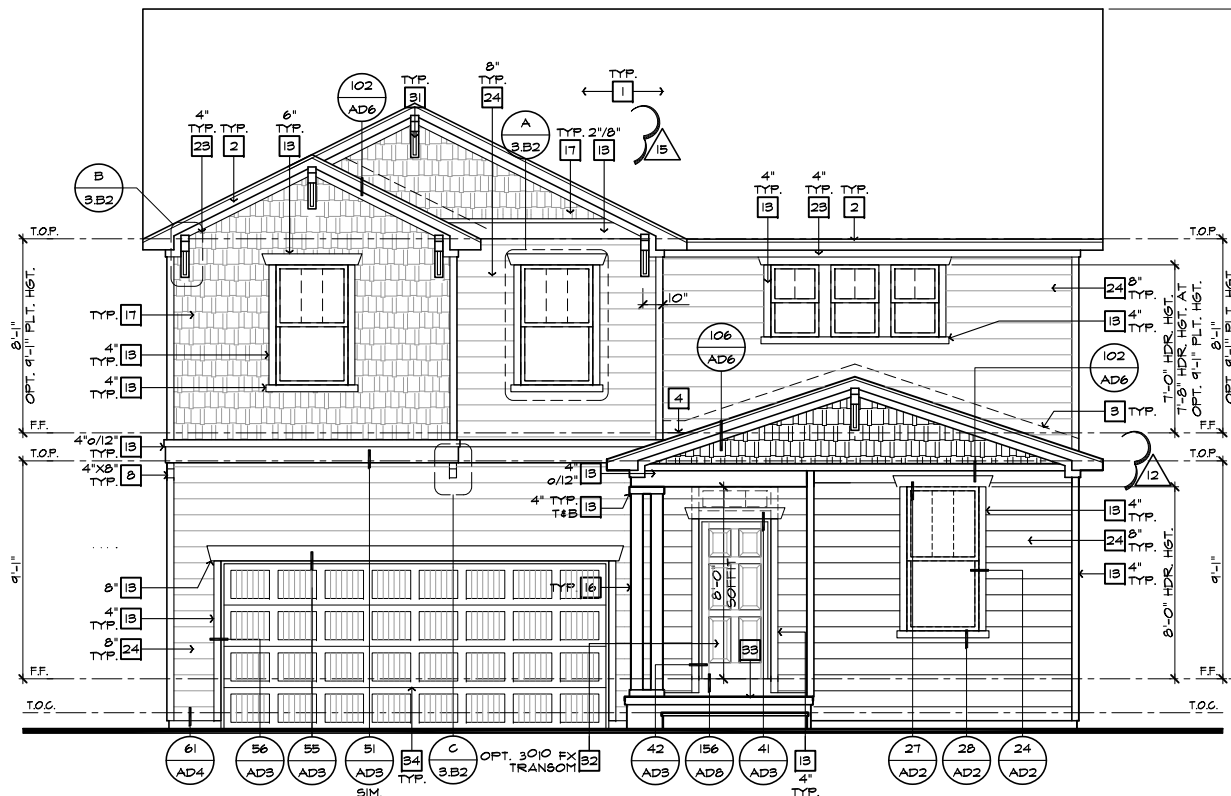 TYP.
1
8"
24
TYP.
31
102
AD6
4"
TYP.
23
TYP.
2
6"
TYP.
13
A
3.B2
TYP.
17
2"/8"
13
15
B
3.B2
4"
TYP.
13
4"
TYP.
23
TYP.
2
T.O.P.
T.O.P.
8'-1"
OPT. 9'-1" PLT. HGT.
TYP. 17
4"
TYP. 13
4"
TYP. 13
10"
24 8"
TYP.
13 4"
TYP.
106
AD6
102
AD6
4
3 TYP.
7'-0" HDR. HGT.
7'-8" HDR. HGT. AT
OPT. 9'-1" PLT. HGT.
8'-1"
OPT. 9'-1" PLT. HGT.
F.F.
F.F.
4"o/12"
TYP. 13
T.O.P.
T.O.P.
4"X8"
TYP. 8
4"
o/12"
13
4" TYP.
T&B
13
12
13 4"
TYP.
24 8"
TYP.
13 4"
TYP.
9'-1"
8'-0" HDR. HGT.
9'-1"
8" 13
4"
TYP. 13
8"
TYP. 24
TYP. 16
8'-0"
SOFFIT
33
F.F.
F.F.
T.O.C.
T.O.C.
61
AD4
56
AD3
55
AD3
51
AD3
SIM.
34
TYP.
C
3.B2
OPT. 3010 FX
TRANSOM 32
42
AD3
156
AD8
41
AD3
13
4"
TYP.
27
AD2
28
AD2
24
AD2